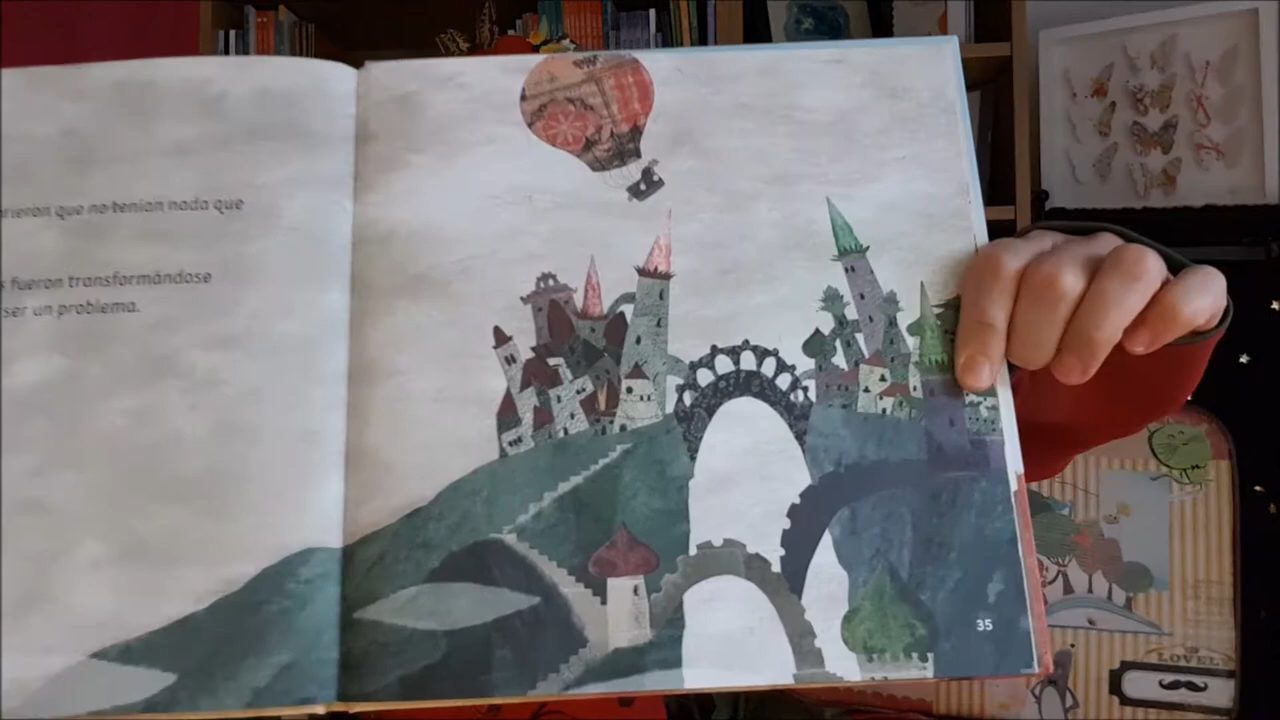 que no tenían nada que
fueron transformándose
ser un problema.
35
LOVELY